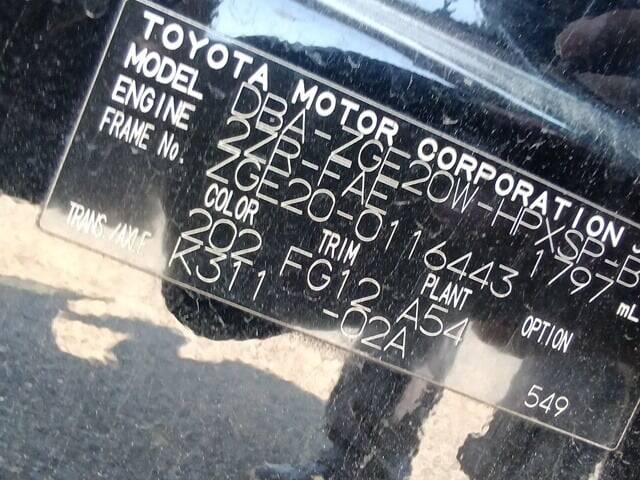 TOYOTA MOTOR CORPORATION
MODEL DBA-ZGE20W-HPXSP-B
ENGINE 2ZR-FAE 1797 mL
FRAME No. ZGE20-0116443
COLOR TRIM PLANT OPTION
202 FG12 A54 549
TRANS./AXLE K311 -02A